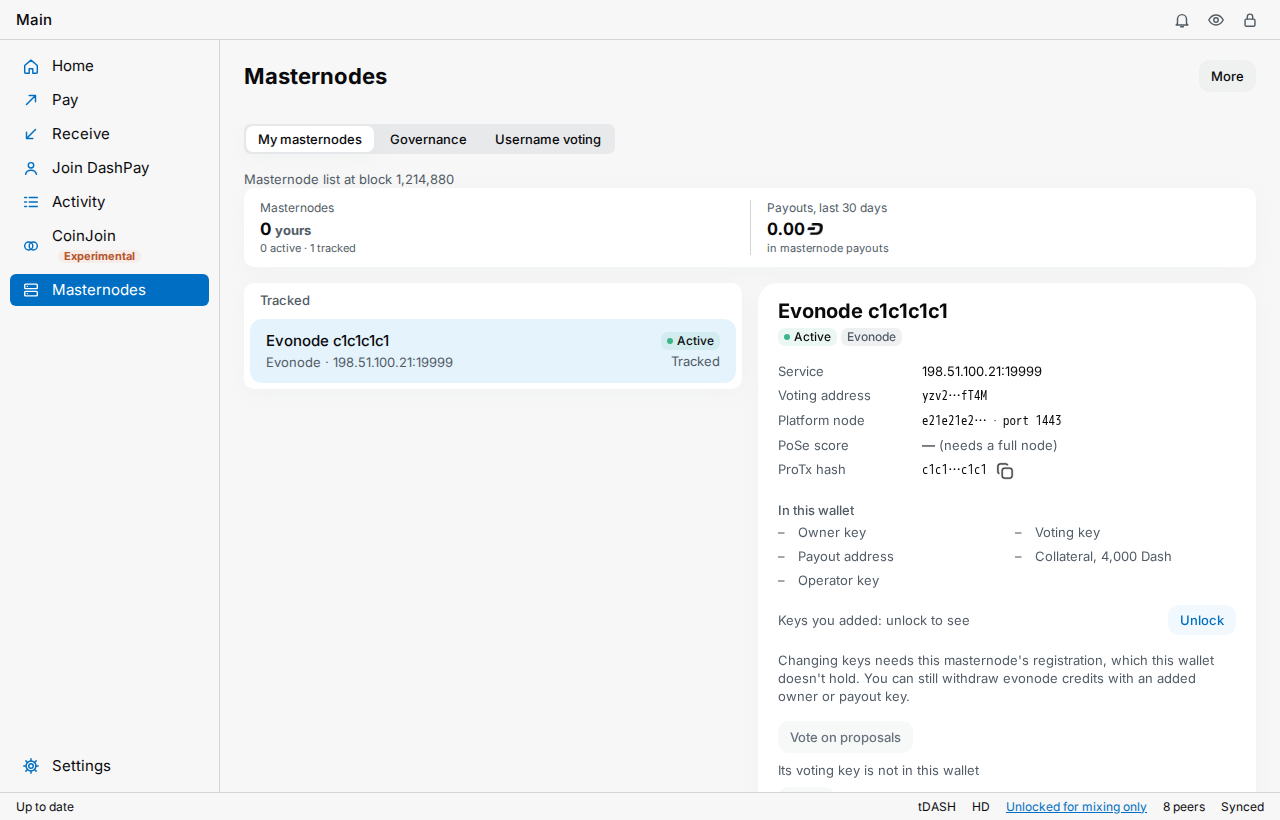 Main
Home
Pay
Receive
Join DashPay
Activity
CoinJoin
Experimental
Masternodes
Settings
Masternodes
More
My masternodes
Governance
Username voting
Masternode list at block 1,214,880
Masternodes
0 yours
0 active · 1 tracked
Payouts, last 30 days
0.00
in masternode payouts
Tracked
Evonode c1c1c1c1
Active
Evonode · 198.51.100.21:19999
Tracked
Evonode c1c1c1c1
Active
Evonode
Service
198.51.100.21:19999
Voting address
yzv2…fT4M
Platform node
e21e21e2… · port 1443
PoSe score
— (needs a full node)
ProTx hash
c1c1…c1c1
In this wallet
– Owner key
– Voting key
– Payout address
– Collateral, 4,000 Dash
– Operator key
Keys you added: unlock to see
Unlock
Changing keys needs this masternode's registration, which this wallet
doesn't hold. You can still withdraw evonode credits with an added
owner or payout key.
Vote on proposals
Its voting key is not in this wallet
Up to date
tDASH
HD
Unlocked for mixing only
8 peers
Synced